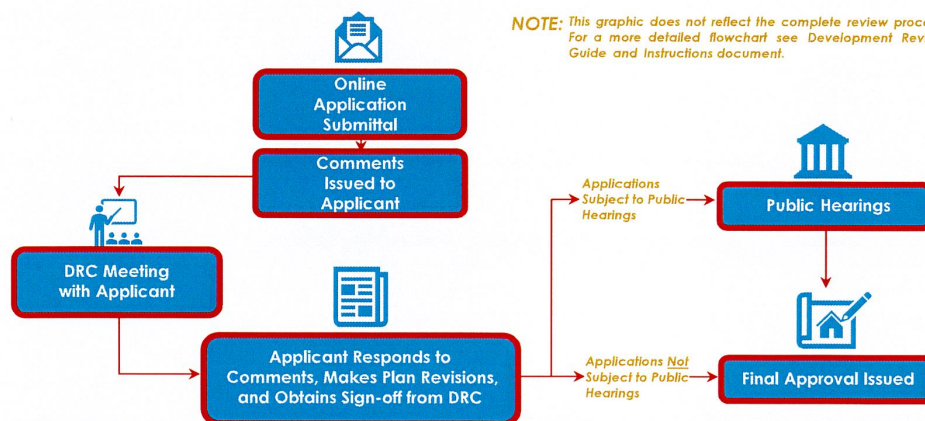 NOTE: This graphic does not reflect the complete review
For a more detailed flowchart see Development
Guide and Instructions document.
Online
Application
Submittal
Comments
Issued to
Applicant
DRC Meeting
with Applicant
Applicant Responds to
Comments, Makes Plan Revisions,
and Obtains Sign-off from DRC
Applications
Subject to Public
Hearings
Public Hearings
Applications Not
Subject to Public
Hearings
Final Approval Issued